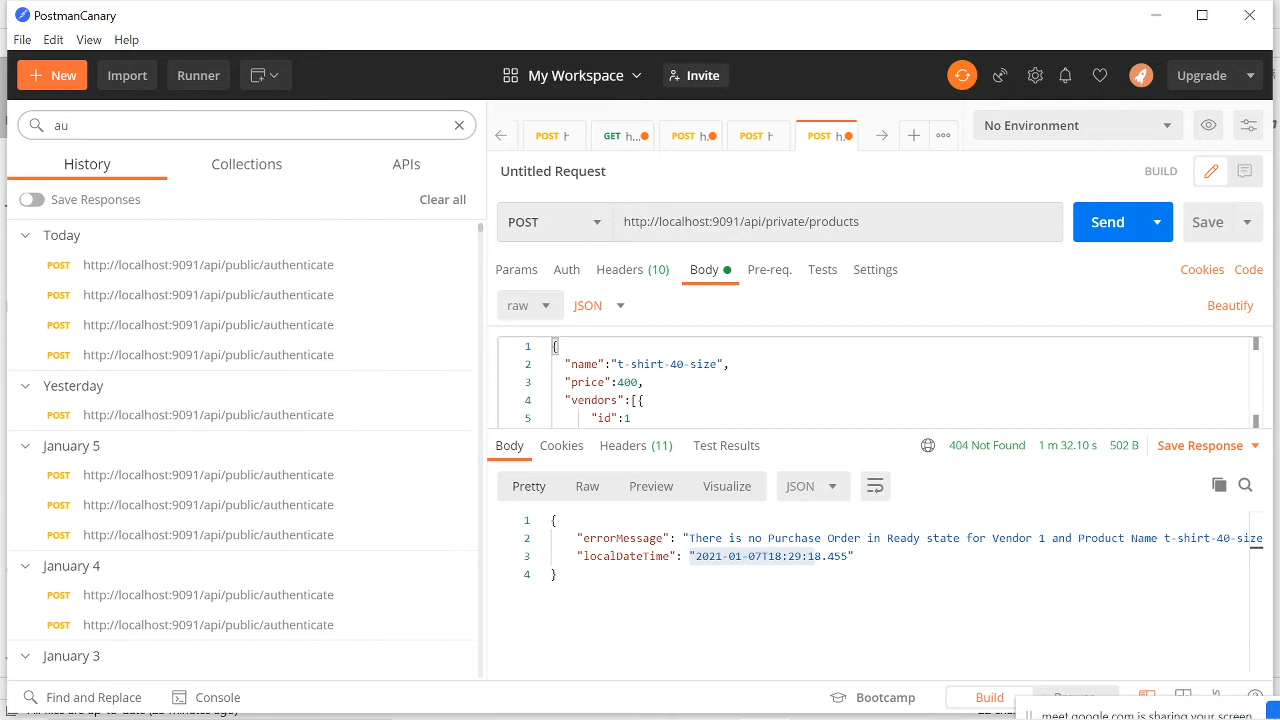 PostmanCanary
File Edit View Help
New Import Runner My Workspace Invite Upgrade
au
POST h GET h... POST h. POST h POST h. No Environment
History Collections APIs
Untitled Request BUILD
Save Responses Clear all
POST http://localhost:9091/api/private/products Send Save
Today
POST http://localhost:9091/api/public/authenticate
POST http://localhost:9091/api/public/authenticate
POST http://localhost:9091/api/public/authenticate
POST http://localhost:9091/api/public/authenticate
Yesterday
POST http://localhost:9091/api/public/authenticate
January 5
POST http://localhost:9091/api/public/authenticate
POST http://localhost:9091/api/public/authenticate
POST http://localhost:9091/api/public/authenticate
January 4
POST http://localhost:9091/api/public/authenticate
POST http://localhost:9091/api/public/authenticate
January 3
Params Auth Headers (10) Body Pre-req. Tests Settings Cookies Code
raw JSON Beautify
1 {
2 "name":"t-shirt-40-size",
3 "price":400,
4 "vendors":[{
5 "id":1
Body Cookies Headers (11) Test Results 404 Not Found 1 m 32.10 s 502 B Save Response
Pretty Raw Preview Visualize JSON
1 {
2 "errorMessage": "There is no Purchase Order in Ready state for Vendor 1 and Product Name t-shirt-40-size
3 "localDateTime": "2021-01-07T18:29:18.455"
4 }
Find and Replace Console Bootcamp Build Browse
meet.google.com is sharing your screen.